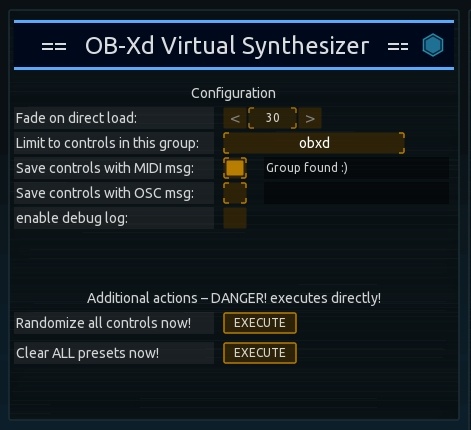 == OB-Xd Virtual Synthesizer ==
Configuration
Fade on direct load: < 30 >
Limit to controls in this group: obxd
Save controls with MIDI msg: Group found :)
Save controls with OSC msg:
enable debug log:
Additional actions – DANGER! executes directly!
Randomize all controls now! EXECUTE
Clear ALL presets now! EXECUTE